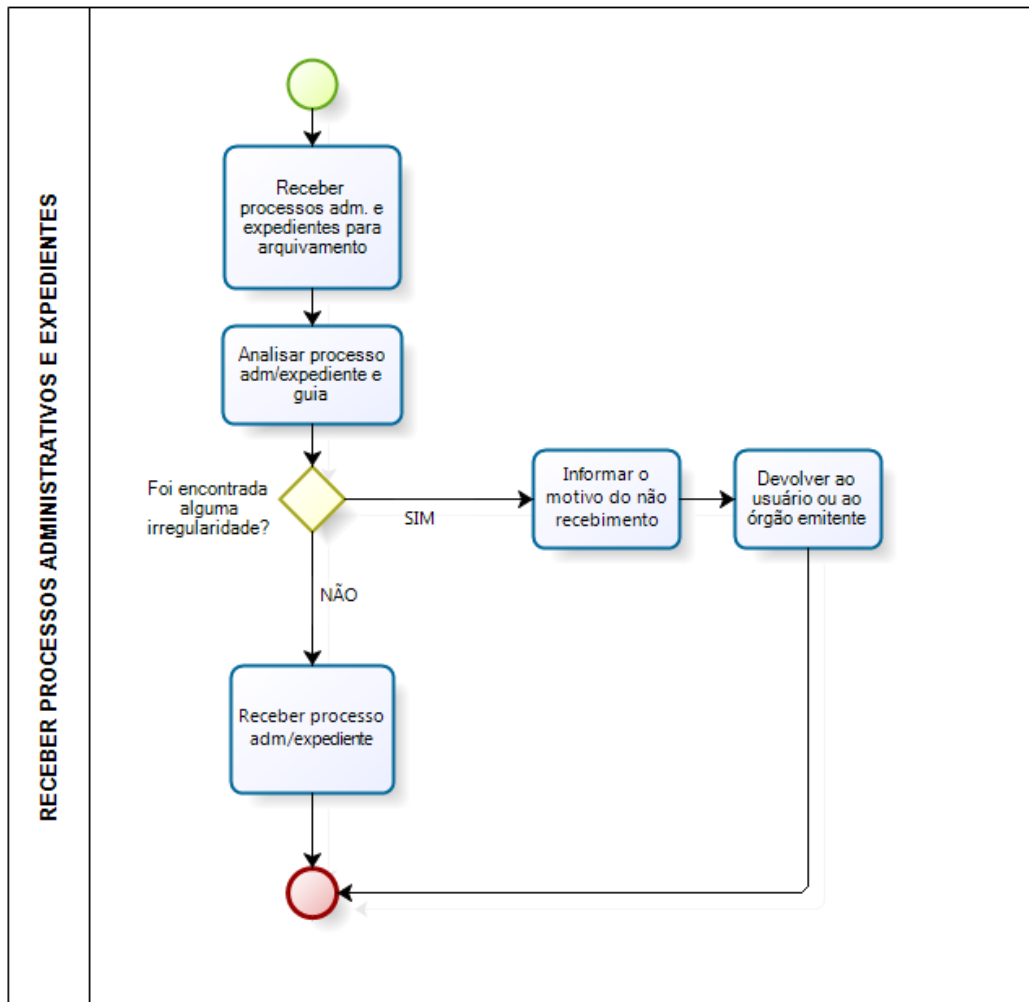 RECEBER PROCESSOS ADMINISTRATIVOS E EXPEDIENTES
Receber
processos adm. e
expedientes para
arquivamento
Analisar processo
adm/expediente e
guia
Foi encontrada
alguma
irregularidade?
SIM
Informar o
motivo do não
recebimento
Devolver ao
usuário ou ao
órgão emitente
NÃO
Receber processo
adm/expediente